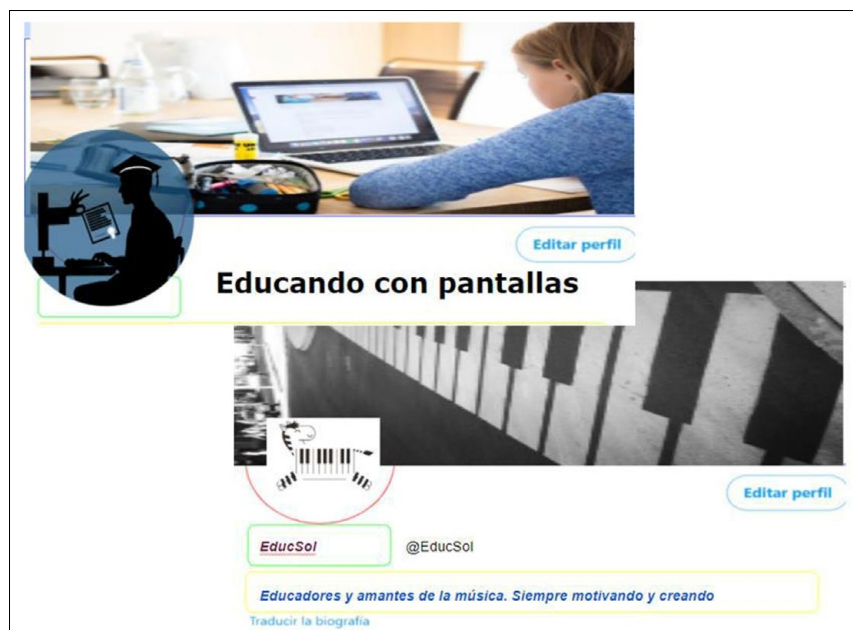 Editar perfil
Educando con pantallas
Editar perfil
EducSol @EducSol
Educadores y amantes de la música. Siempre motivando y creando
Traducir la biografía